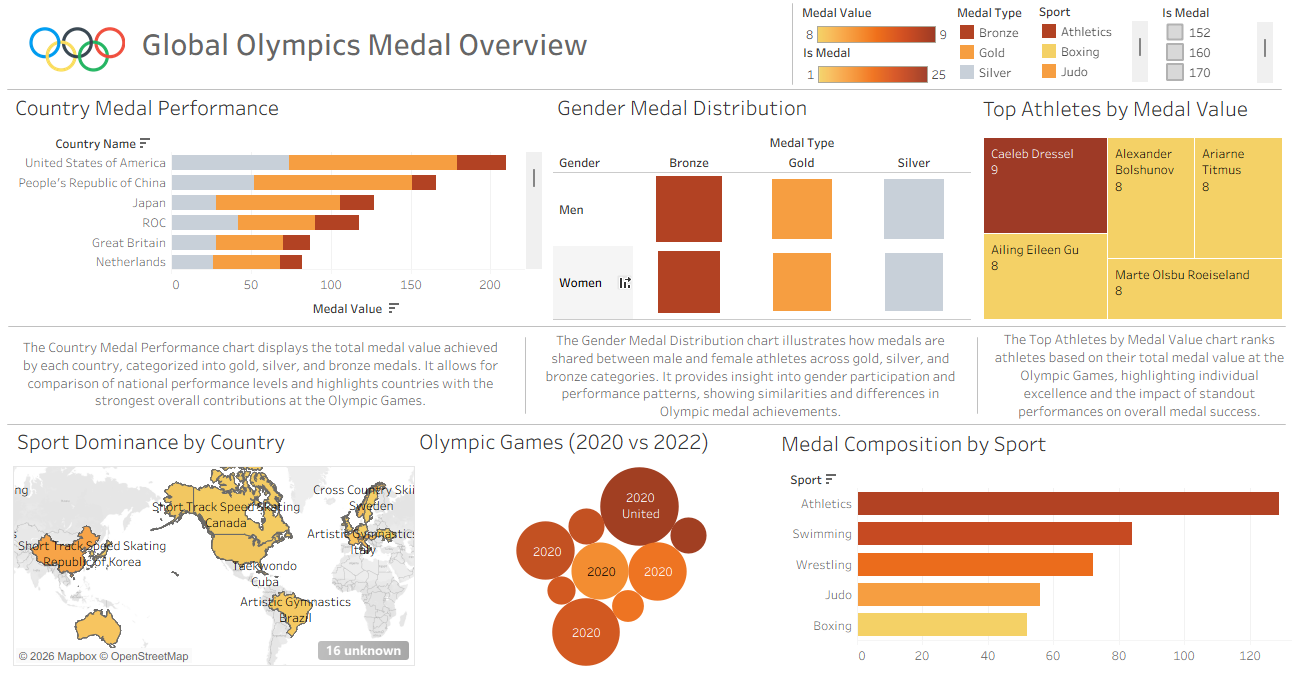 Global Olympics Medal Overview
Medal Value
8
9
Is Medal
1
25
Medal Type
Bronze
Gold
Silver
Sport
Athletics
Boxing
Judo
Is Medal
152
160
170
Country Medal Performance
Country Name
United States of America
People's Republic of China
Japan
ROC
Great Britain
Netherlands
0
50
100
150
200
Medal Value
Gender Medal Distribution
Medal Type
Gender
Bronze
Gold
Silver
Men
Women
Top Athletes by Medal Value
Caeleb Dressel
9
Alexander
Bolshunov
8
Ariarne
Titmus
8
Ailing Eileen Gu
8
Marte Olsbu Roeiseland
8
The Country Medal Performance chart displays the total medal value achieved
by each country, categorized into gold, silver, and bronze medals. It allows for
comparison of national performance levels and highlights countries with the
strongest overall contributions at the Olympic Games.
The Gender Medal Distribution chart illustrates how medals are
shared between male and female athletes across gold, silver, and
bronze categories. It provides insight into gender participation and
performance patterns, showing similarities and differences in
Olympic medal achievements.
The Top Athletes by Medal Value chart ranks
athletes based on their total medal value at the
Olympic Games, highlighting individual
excellence and the impact of standout
performances on overall medal success.
Sport Dominance by Country
ng
Short Track Speed Skating
Republic of Korea
Short Track Speed Skating
Canada
Cross Country Skii
Sweden
Artistic Gymnastics
Italy
Taekwondo
Cuba
Artistic Gymnastics
Brazil
16 unknown
© 2026 Mapbox © OpenStreetMap
Olympic Games (2020 vs 2022)
2020
United
2020
2020
2020
2020
Medal Composition by Sport
Sport
Athletics
Swimming
Wrestling
Judo
Boxing
0
20
40
60
80
100
120